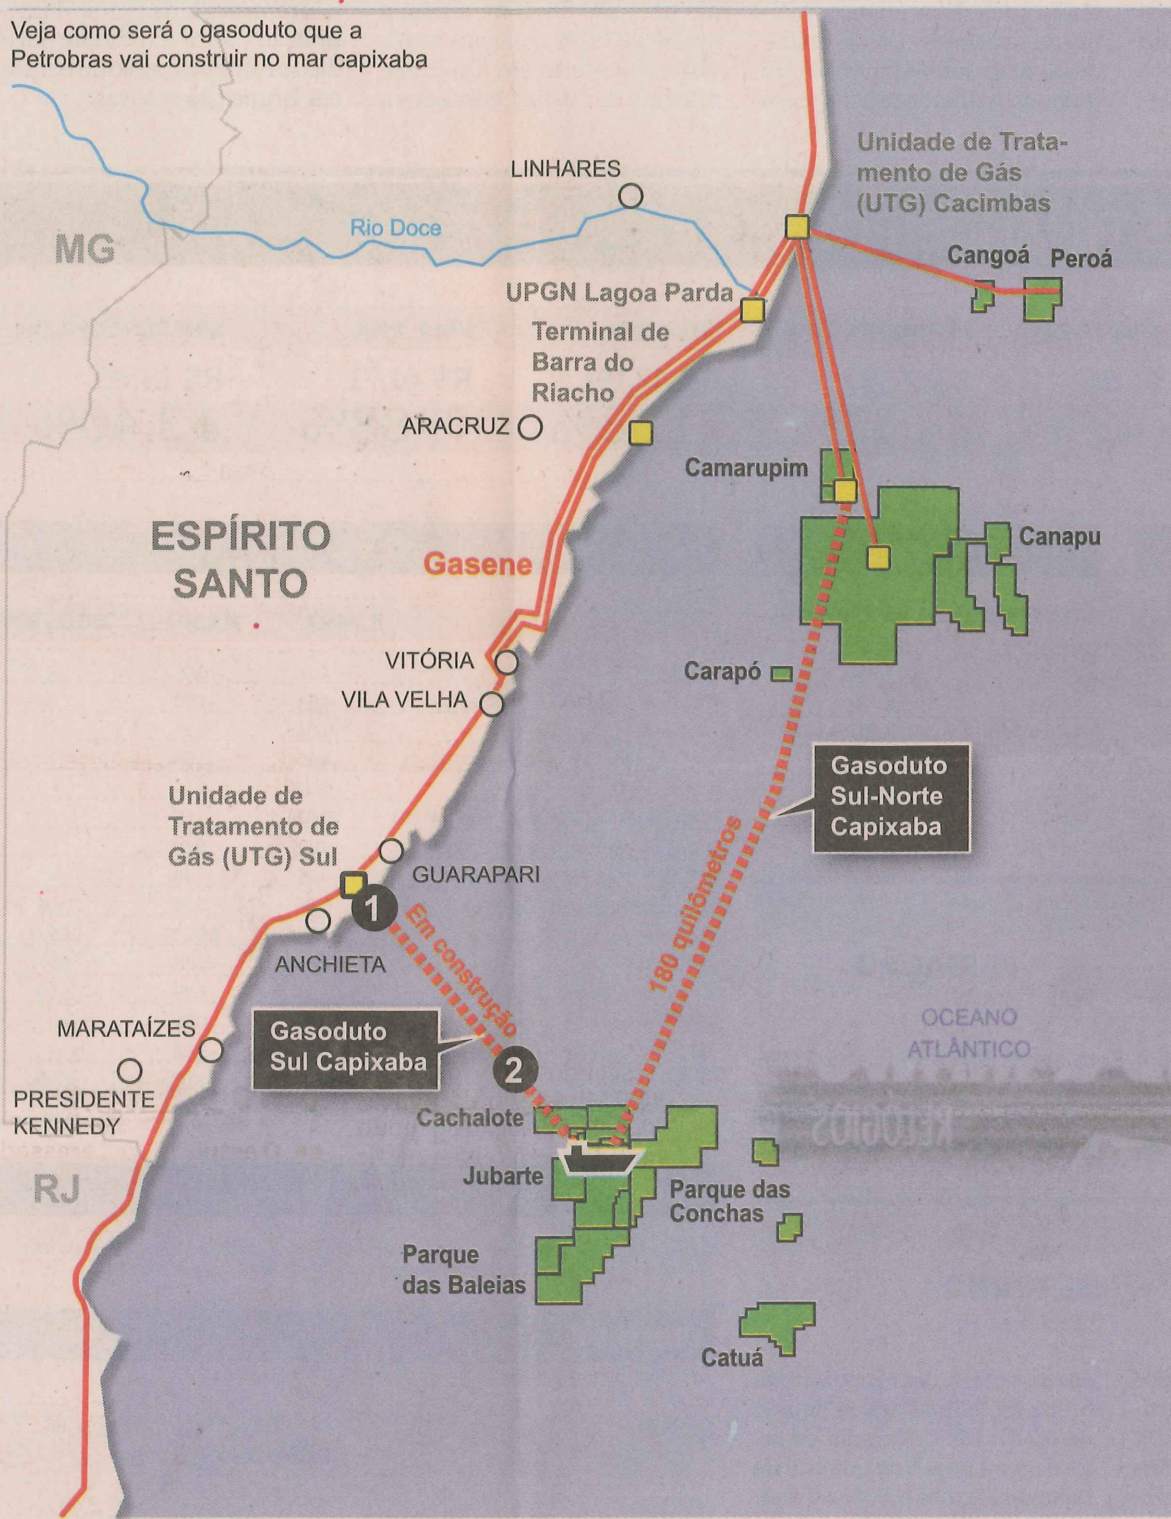 Veja como será o gasoduto que a
Petrobras vai construir no mar capixaba
Unidade de Trata-
mento de Gás
(UTG) Cacimbas
LINHARES
Rio Doce
MG
Cangoá
Peroá
UPGN Lagoa Parda
Terminal de
Barra do
Riacho
ARACRUZ
Camarupim
ESPÍRITO
SANTO
Gasene
Canapu
VITÓRIA
Carapó
VILA VELHA
Gasoduto
Sul-Norte
Capixaba
Unidade de
Tratamento de
Gás (UTG) Sul
180 quilômetros
GUARAPARI
1
Em construção
ANCHIETA
OCEANO
ATLÂNTICO
MARATAÍZES
Gasoduto
Sul Capixaba
2
PRESIDENTE
KENNEDY
Cachalote
RJ
Jubarte
Parque das
Conchas
Parque
das Baleias
Catuá